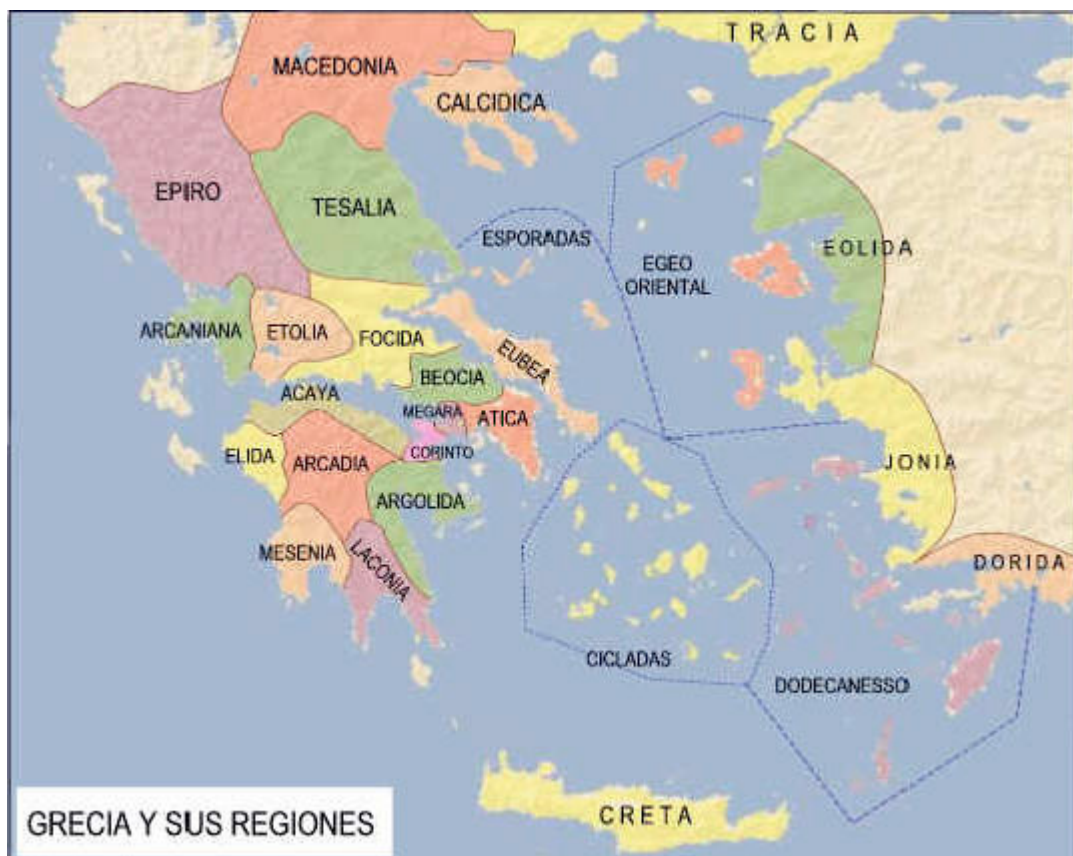 TRACIA
MACEDONIA
CALCIDICA
EPIRO
TESALIA
ESPORADAS
EOLIDA
EGEO
ORIENTAL
ARCANIANA
ETOLIA
FOCIDA
EUBEA
BEOCIA
ACAYA
MEGARA
ATICA
CORINTO
ELIDA
ARCADIA
JONIA
ARGOLIDA
MESENIA
LACONIA
DORIDA
CICLADAS
DODECANESSO
CRETA
GRECIA Y SUS REGIONES